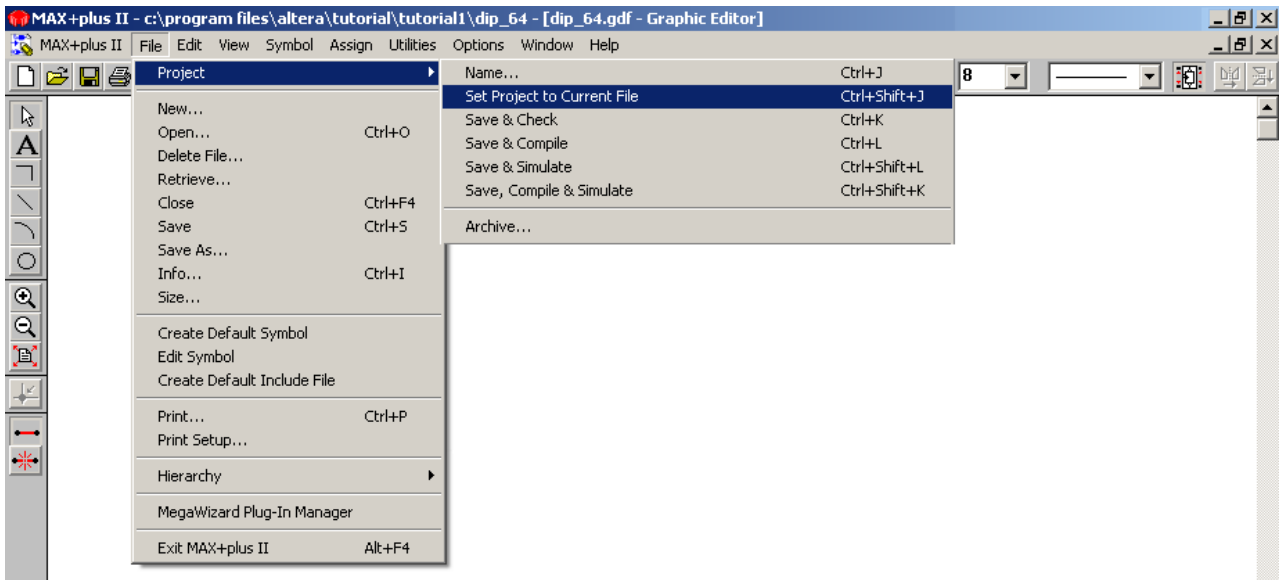 MAX+plus II - c:\program files\altera\tutorial\tutorial1\dip_64 - [dip_64.gdf - Graphic Editor]
MAX+plus II File Edit View Symbol Assign Utilities Options Window Help
8
Project
New...
Open... Ctrl+O
Delete File...
Retrieve...
Close Ctrl+F4
Save Ctrl+S
Save As...
Info... Ctrl+I
Size...
Create Default Symbol
Edit Symbol
Create Default Include File
Print... Ctrl+P
Print Setup...
Hierarchy
MegaWizard Plug-In Manager
Exit MAX+plus II Alt+F4
Name... Ctrl+J
Set Project to Current File Ctrl+Shift+J
Save & Check Ctrl+K
Save & Compile Ctrl+L
Save & Simulate Ctrl+Shift+L
Save, Compile & Simulate Ctrl+Shift+K
Archive...
A